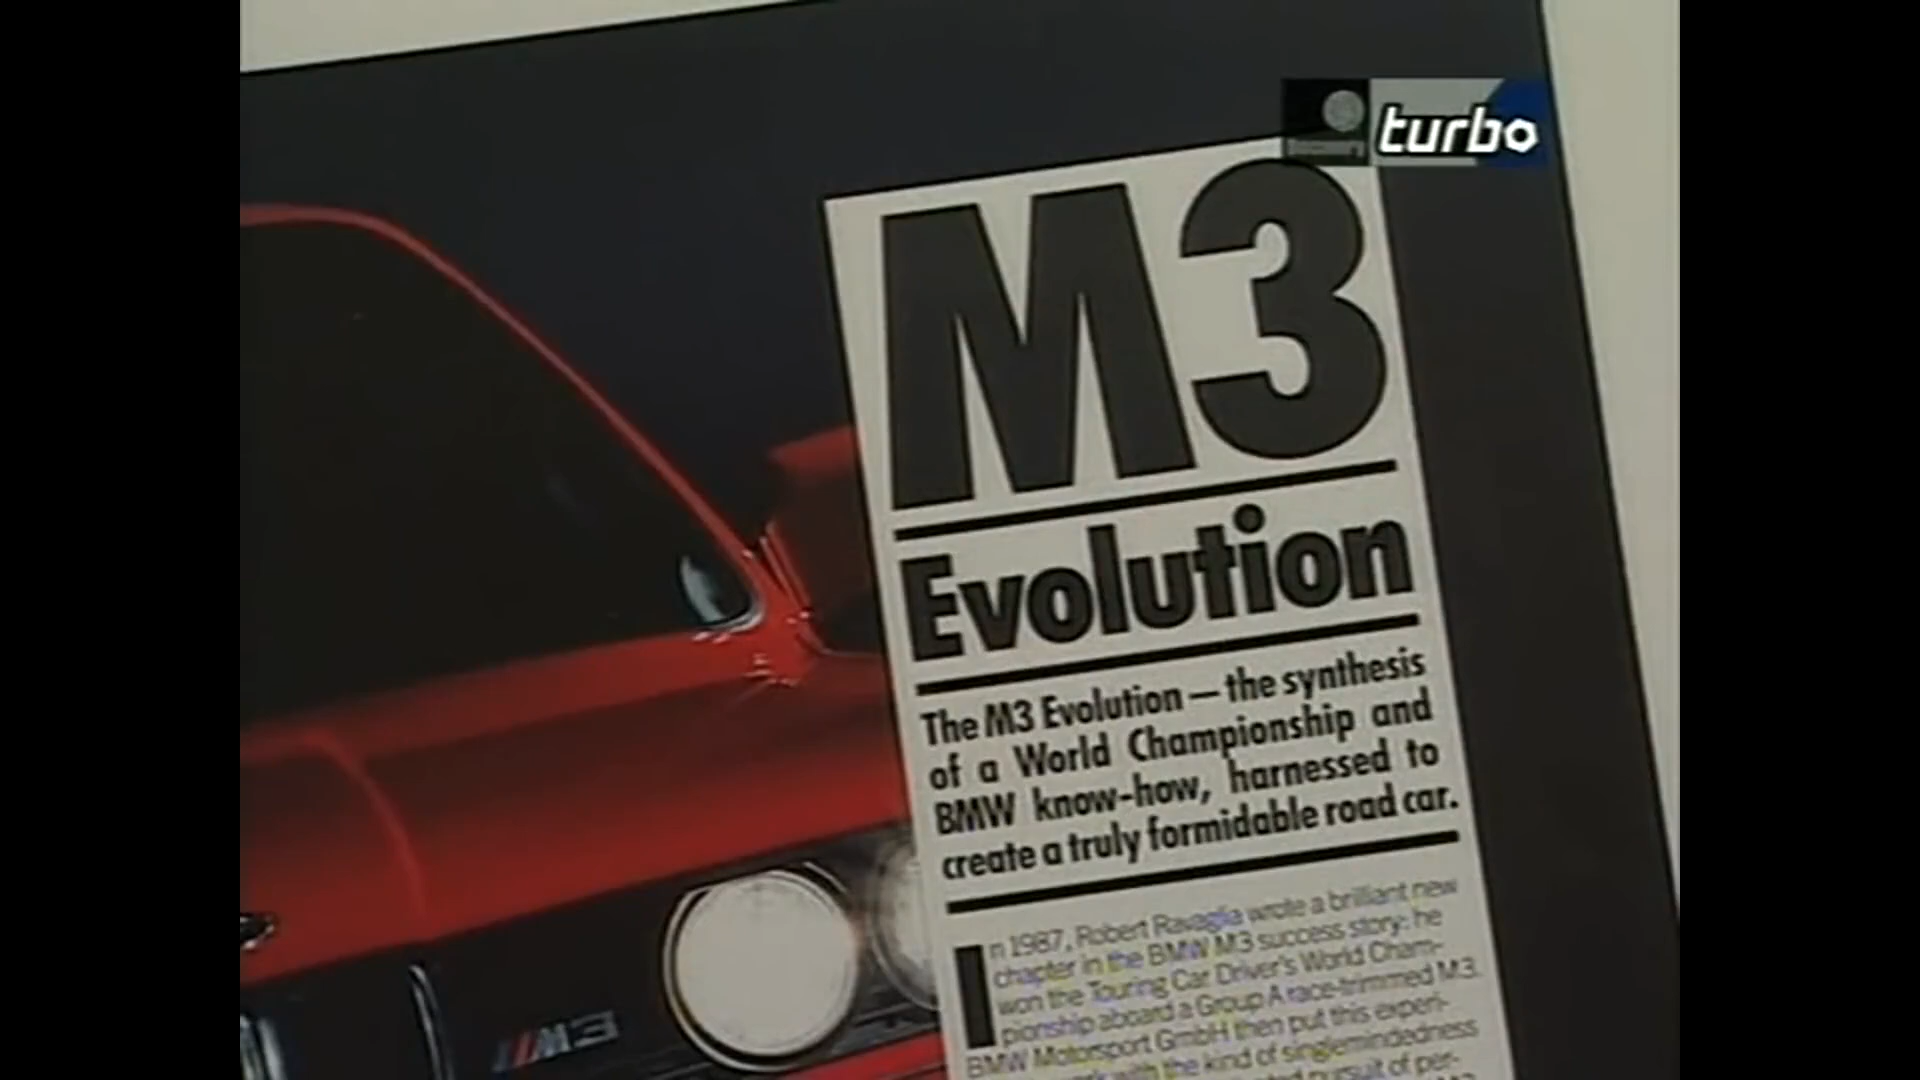 turbo
M3
Evolution
The M3 Evolution — the synthesis
of a World Championship and
BMW know-how, harnessed to
create a truly formidable road car.
In 1987, Robert Ravaglia wrote a brilliant new
chapter in the BMW M3 success story: he
won the Touring Car Driver's World Cham-
pionship aboard a Group A race-trimmed M3.
BMW Motorsport GmbH then put this experi-
with the kind of singlemindedness
pursuit of per-
M3